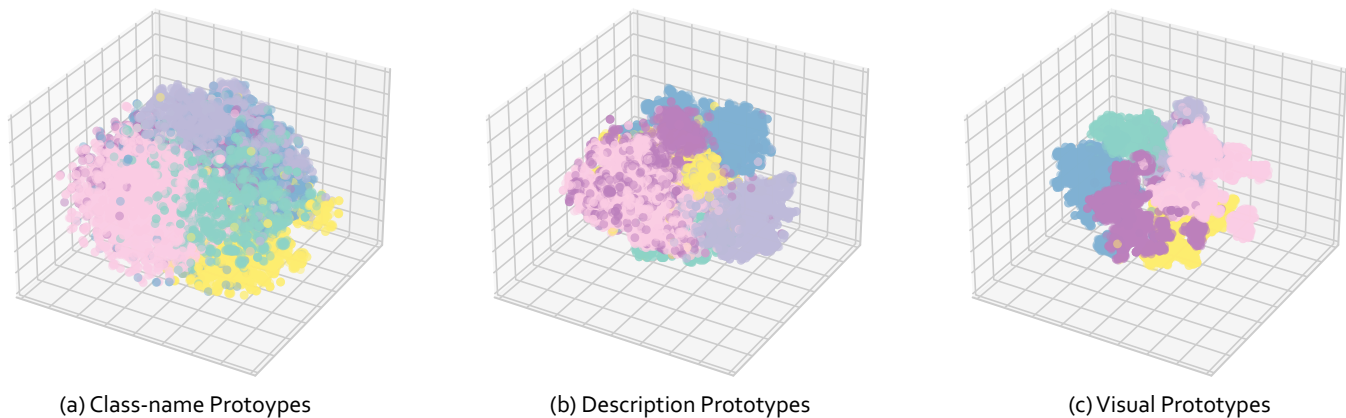 (a) Class-name Protoypes
(b) Description Prototypes
(c) Visual Prototypes